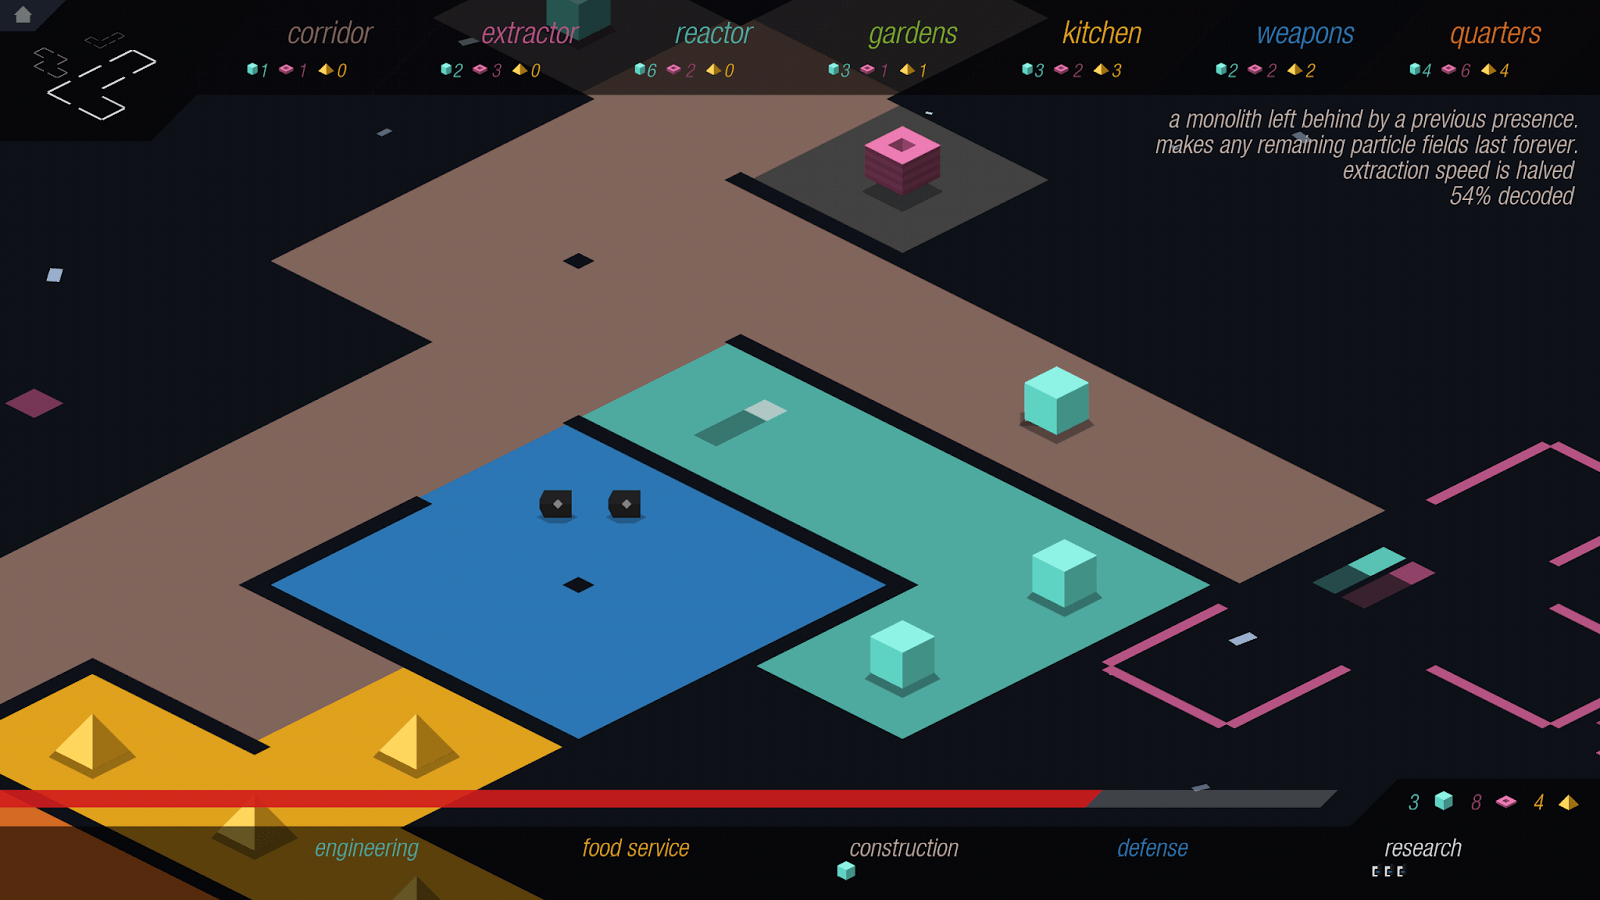 corridor extractor reactor gardens kitchen weapons quarters
1 1 0 2 3 0 6 2 0 3 1 1 3 2 3 2 2 2 4 6 4
a monolith left behind by a previous presence.
makes any remaining particle fields last forever.
extraction speed is halved
54% decoded
3 8 4
engineering food service construction defense research